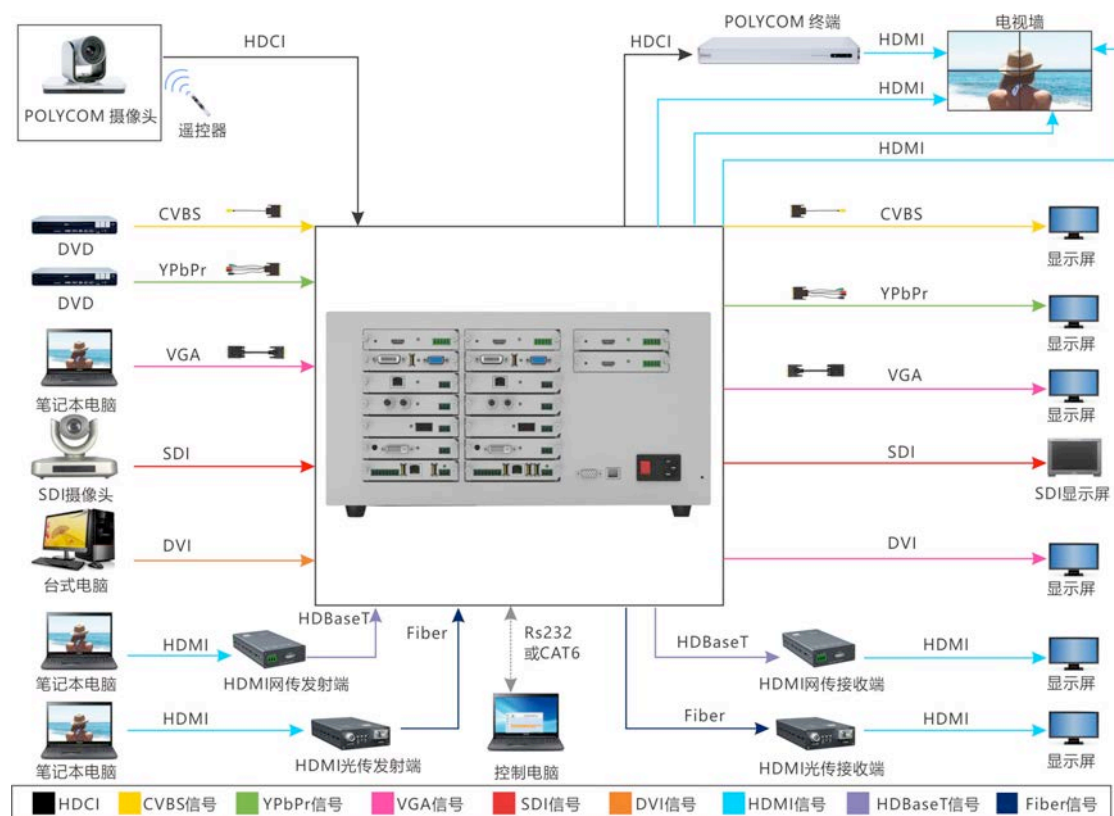 POLYCOM 终端
电视墙
HDCI
HDCI
HDMI
HDMI
POLYCOM 摄像头
遥控器
HDMI
CVBS
DVD
CVBS
显示屏
YPbPr
DVD
YPbPr
显示屏
VGA
笔记本电脑
VGA
显示屏
SDI
SDI摄像头
SDI
SDI显示屏
DVI
台式电脑
DVI
显示屏
HDBaseT
Fiber
Rs232
或CAT6
HDMI
笔记本电脑
HDMI网传发射端
HDBaseT
HDMI网传接收端
HDMI
显示屏
HDMI
笔记本电脑
HDMI光传发射端
控制电脑
Fiber
HDMI光传接收端
HDMI
显示屏
HDCI
CVBS信号
YPbPr信号
VGA信号
SDI信号
DVI信号
HDMI信号
HDBaseT信号
Fiber信号